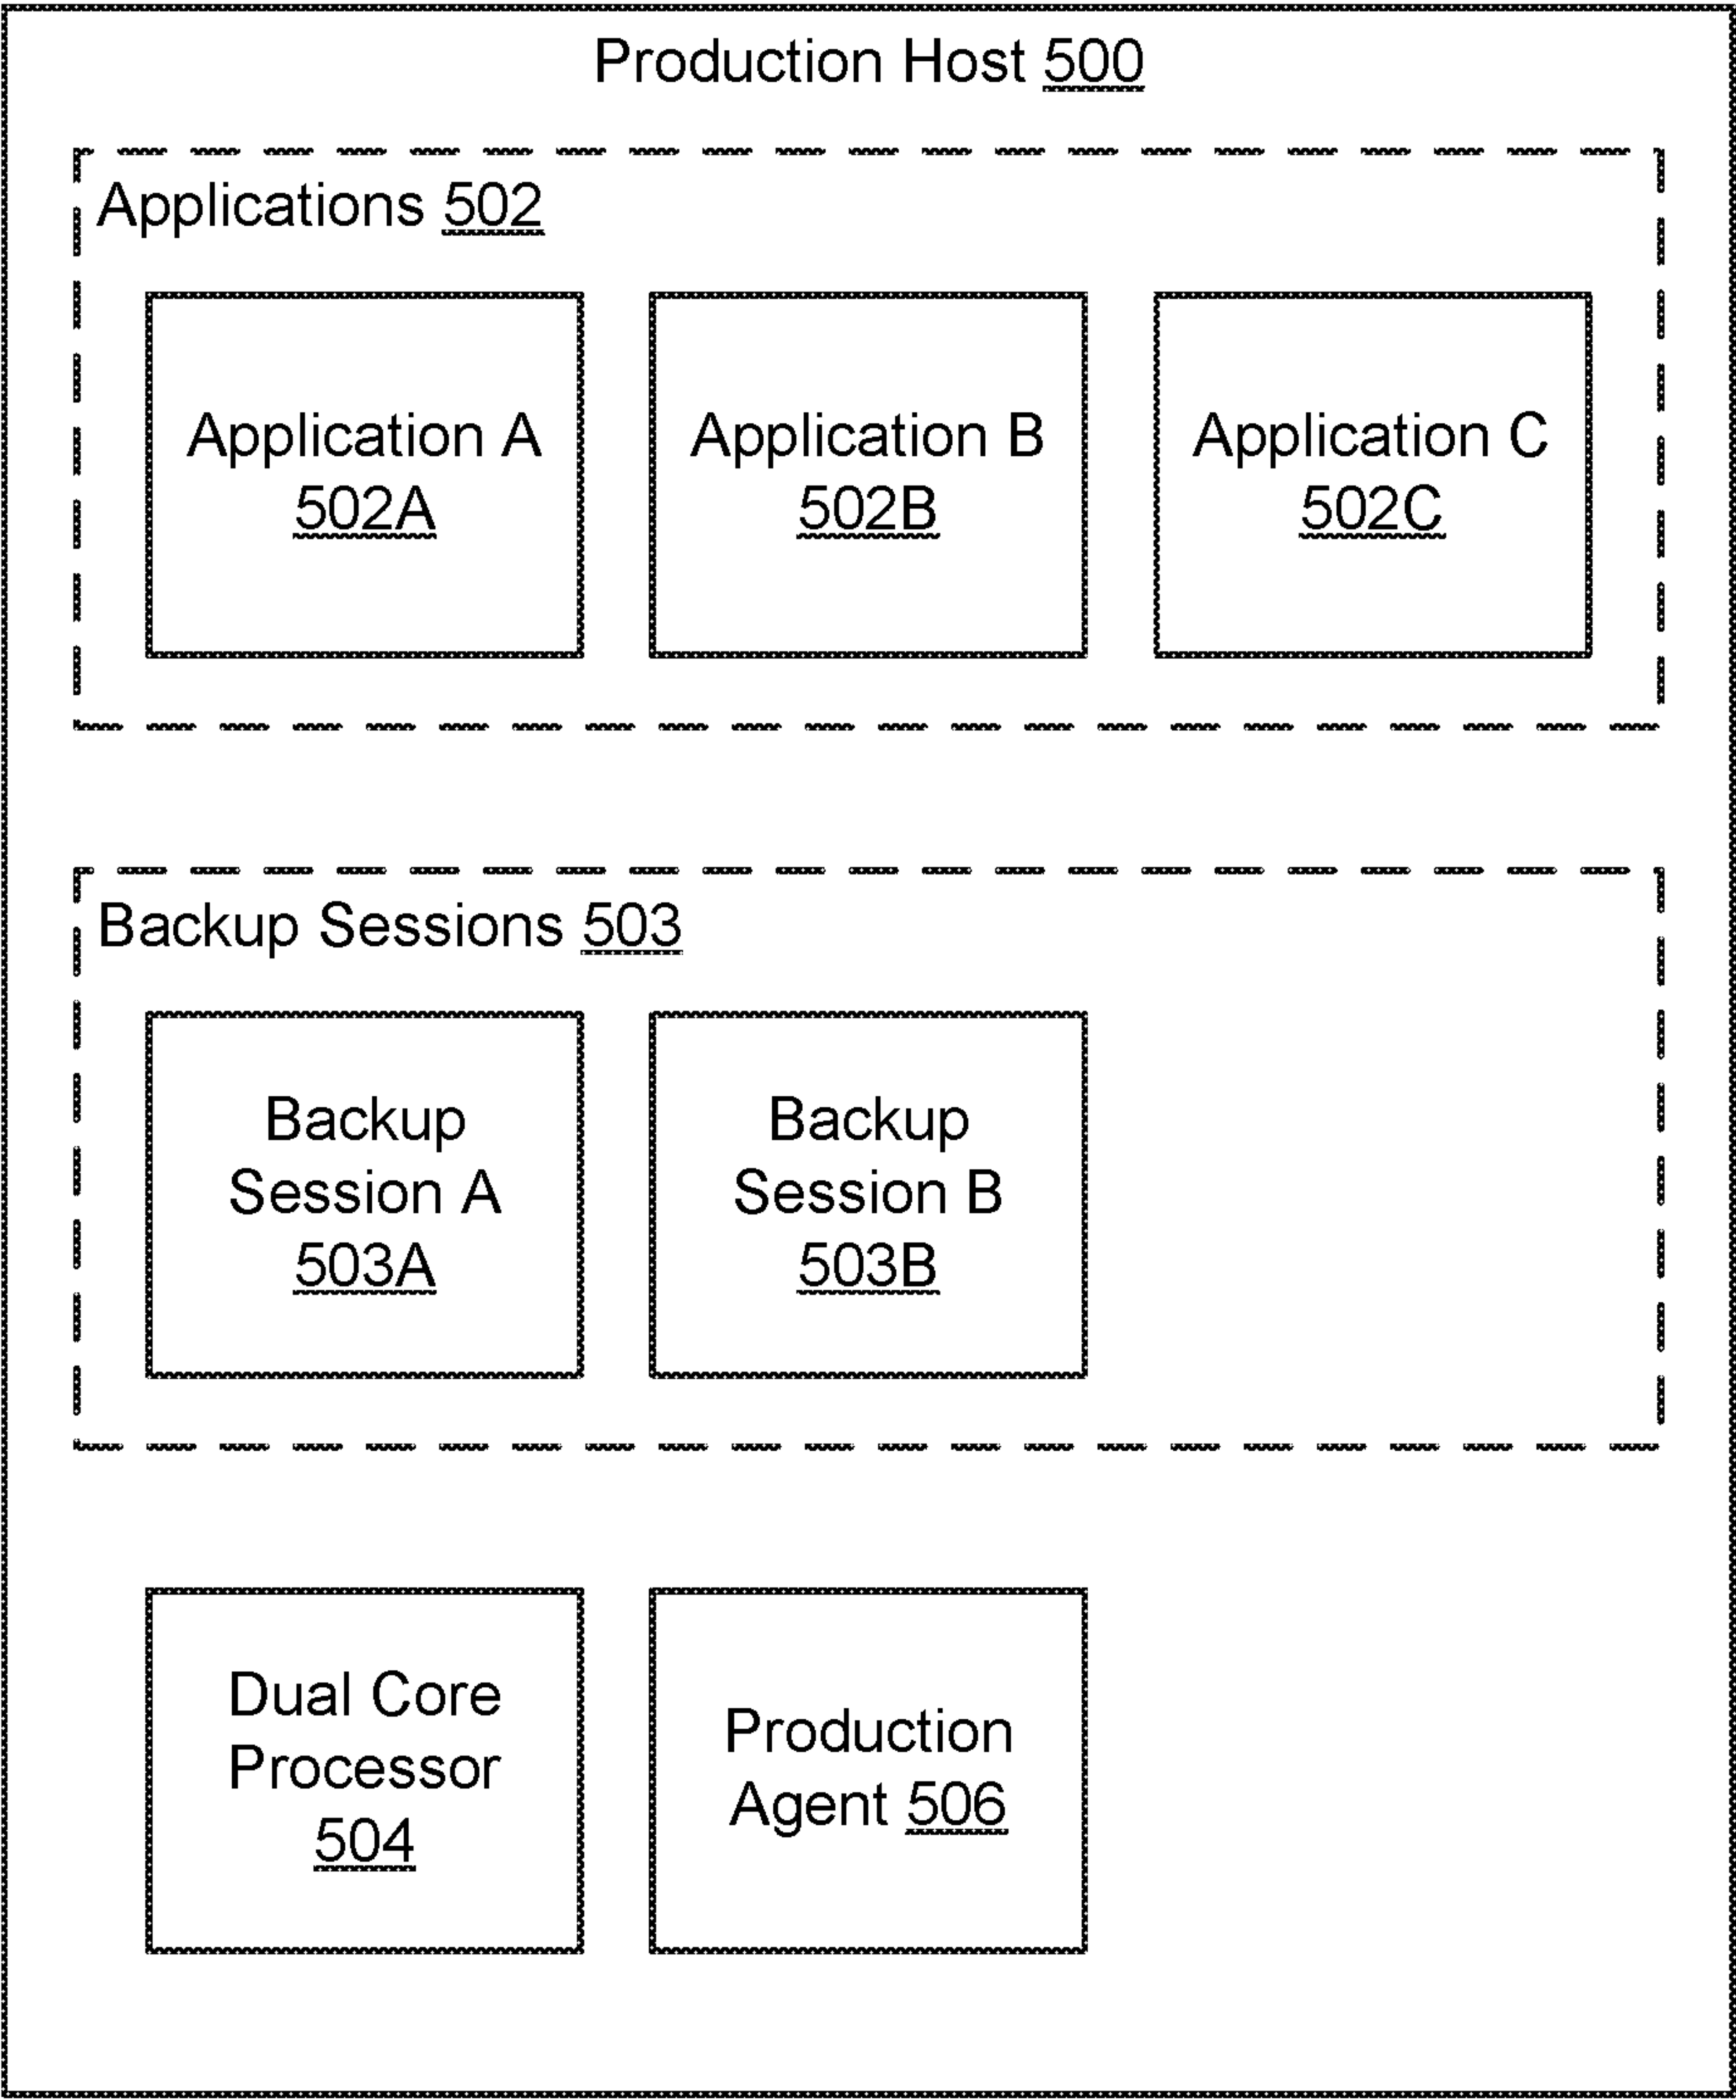 Production Host 500
Applications 502
Application A
502A
Application B
502B
Application C
502C
Backup Sessions 503
Backup
Session A
503A
Backup
Session B
503B
Dual Core
Processor
504
Production
Agent 506